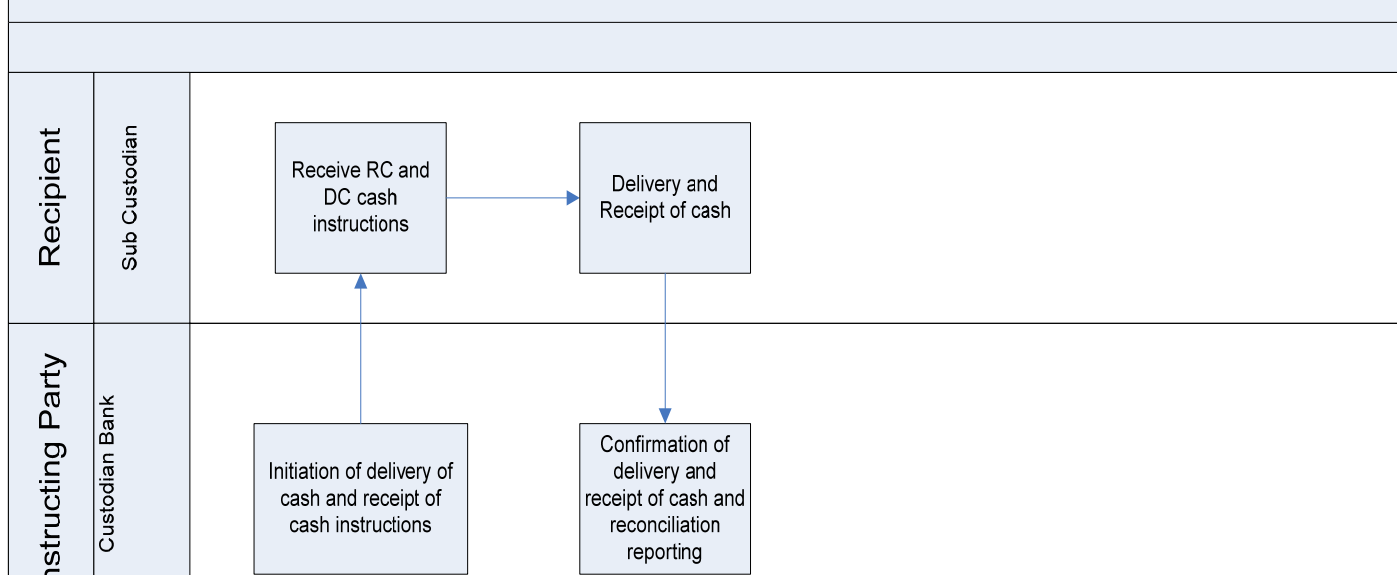 Recipient
Sub Custodian
Receive RC and
DC cash
instructions
Delivery and
Receipt of cash
nstructing Party
Custodian Bank
Initiation of delivery of
cash and receipt of
cash instructions
Confirmation of
delivery and
receipt of cash and
reconciliation
reporting